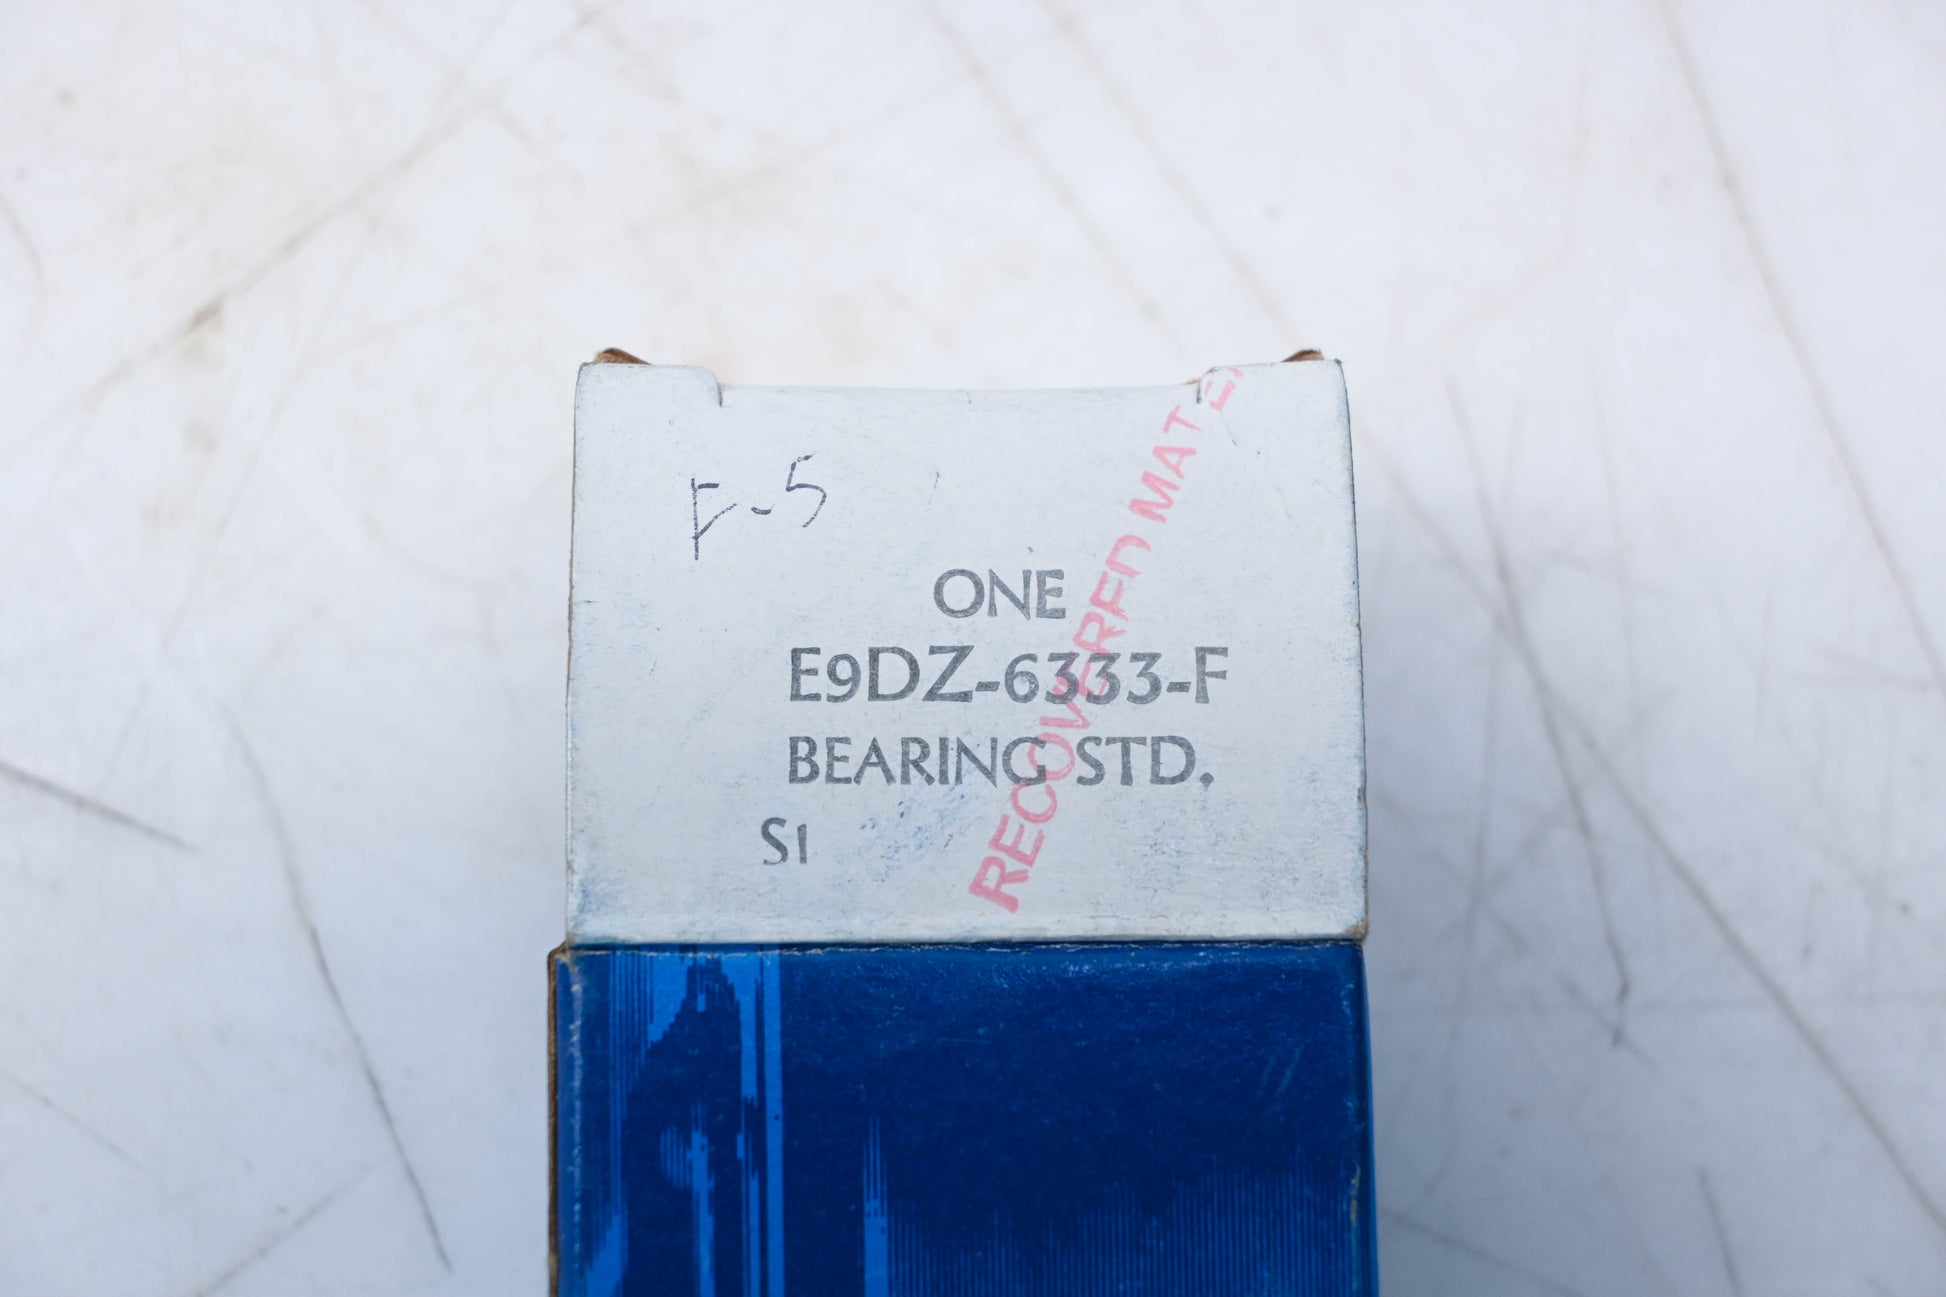 F-5
ONE
E9DZ-6333-F
BEARING STD.
S1
RECOVERED MATE